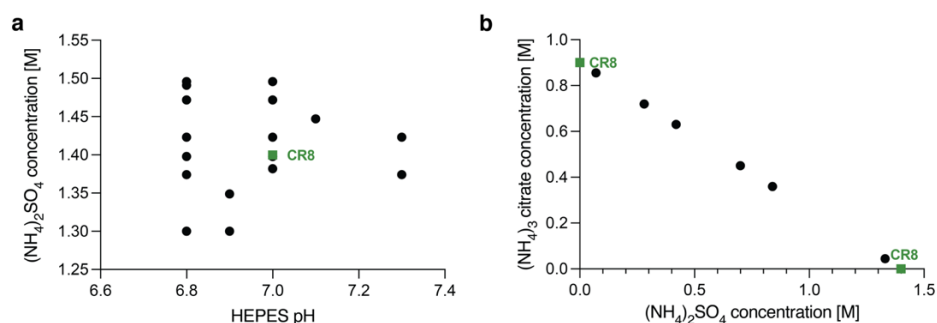 a
(NH4)2SO4 concentration [M]
1.55
1.50
1.45
1.40
1.35
1.30
1.25
CR8
6.6 6.8 7.0 7.2 7.4
HEPES pH
b
(NH4)3 citrate concentration [M]
1.0
0.8
0.6
0.4
0.2
0.0
CR8
CR8
0.0 0.5 1.0 1.5
(NH4)2SO4 concentration [M]